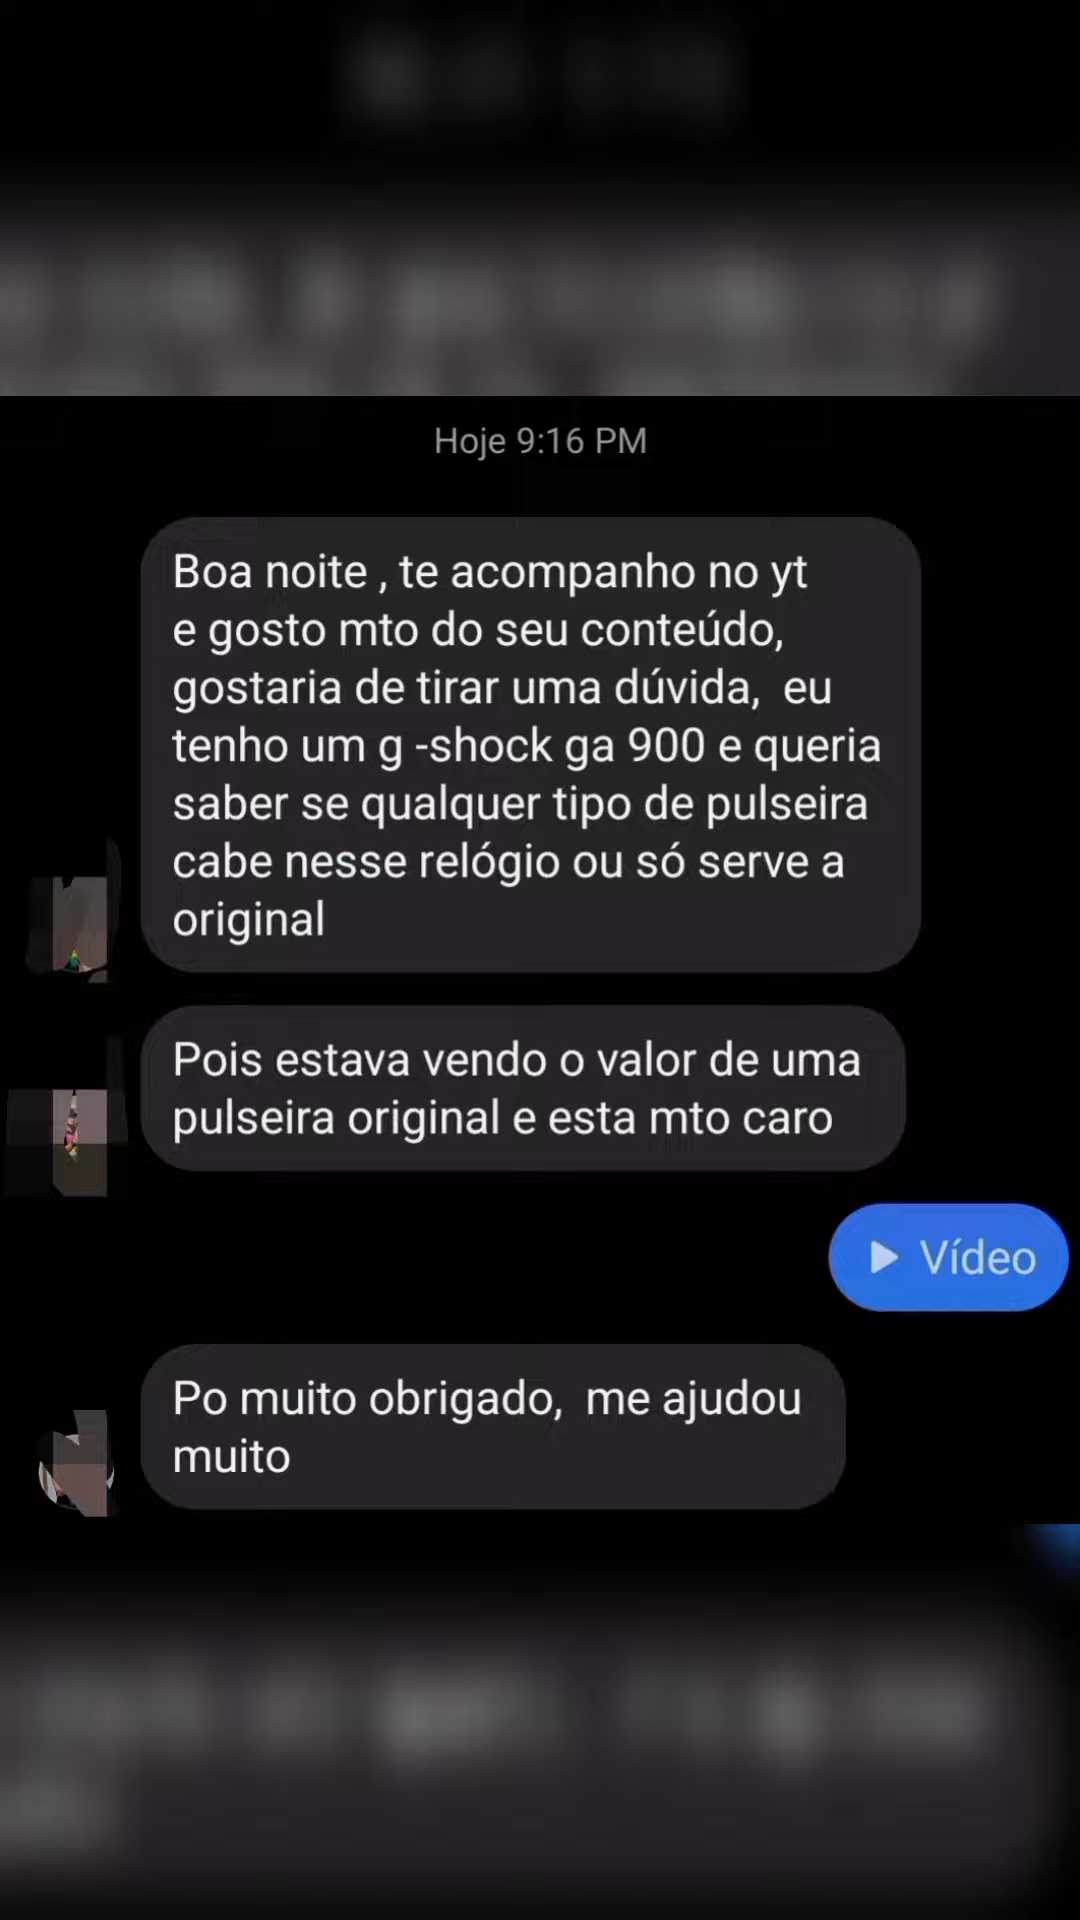 Hoje 9:16 PM
Boa noite , te acompanho no yt
e gosto mto do seu conteúdo,
gostaria de tirar uma dúvida,  eu
tenho um g -shock ga 900 e queria
saber se qualquer tipo de pulseira
cabe nesse relógio ou só serve a
original
Pois estava vendo o valor de uma
pulseira original e esta mto caro
Vídeo
Po muito obrigado,  me ajudou
muito